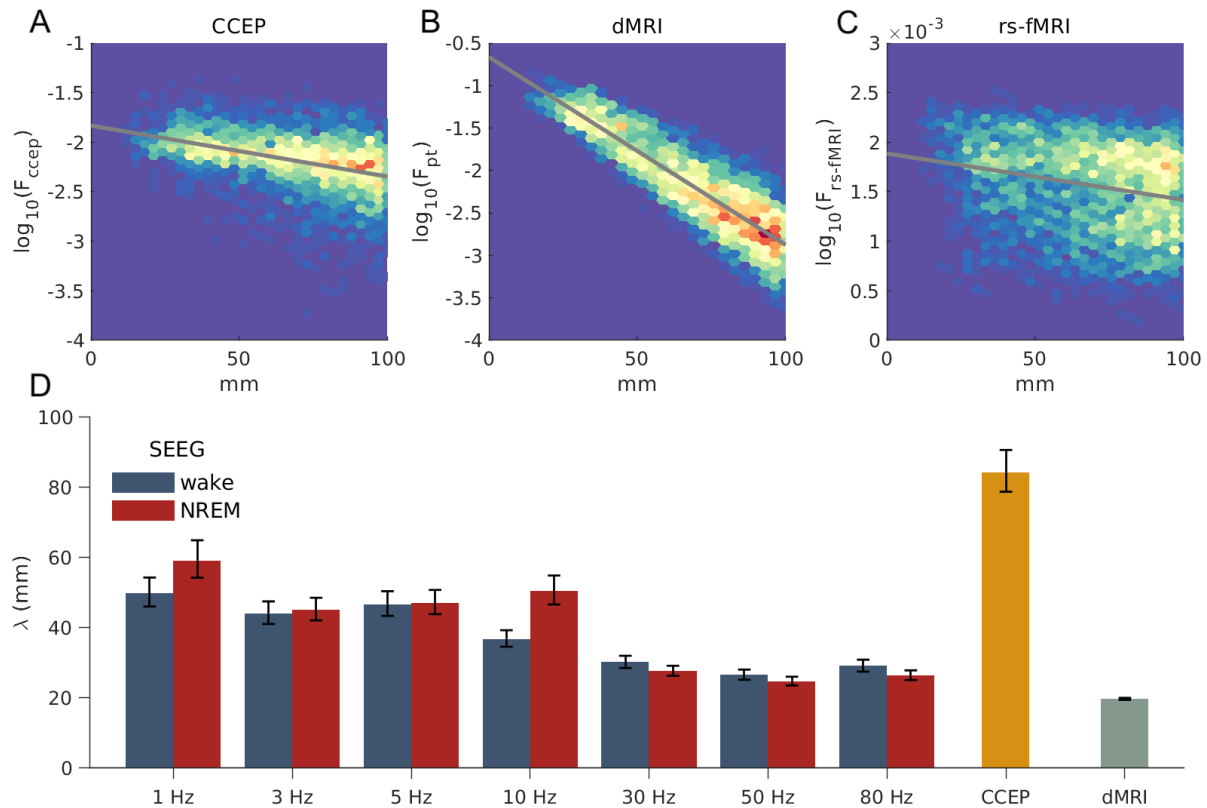 A
CCEP
-1
-1.5
-2
-2.5
-3
-3.5
-4
log10(Fccep)
0
50
100
mm
B
dMRI
-0.5
-1
-1.5
-2
-2.5
-3
-3.5
-4
log10(Fpt)
0
50
100
mm
C
rs-fMRI
×10-3
3
2.5
2
1.5
1
0.5
0
log10(Frs-fMRI)
0
50
100
mm
D
100
80
60
40
20
0
λ (mm)
SEEG
wake
NREM
1 Hz
3 Hz
5 Hz
10 Hz
30 Hz
50 Hz
80 Hz
CCEP
dMRI